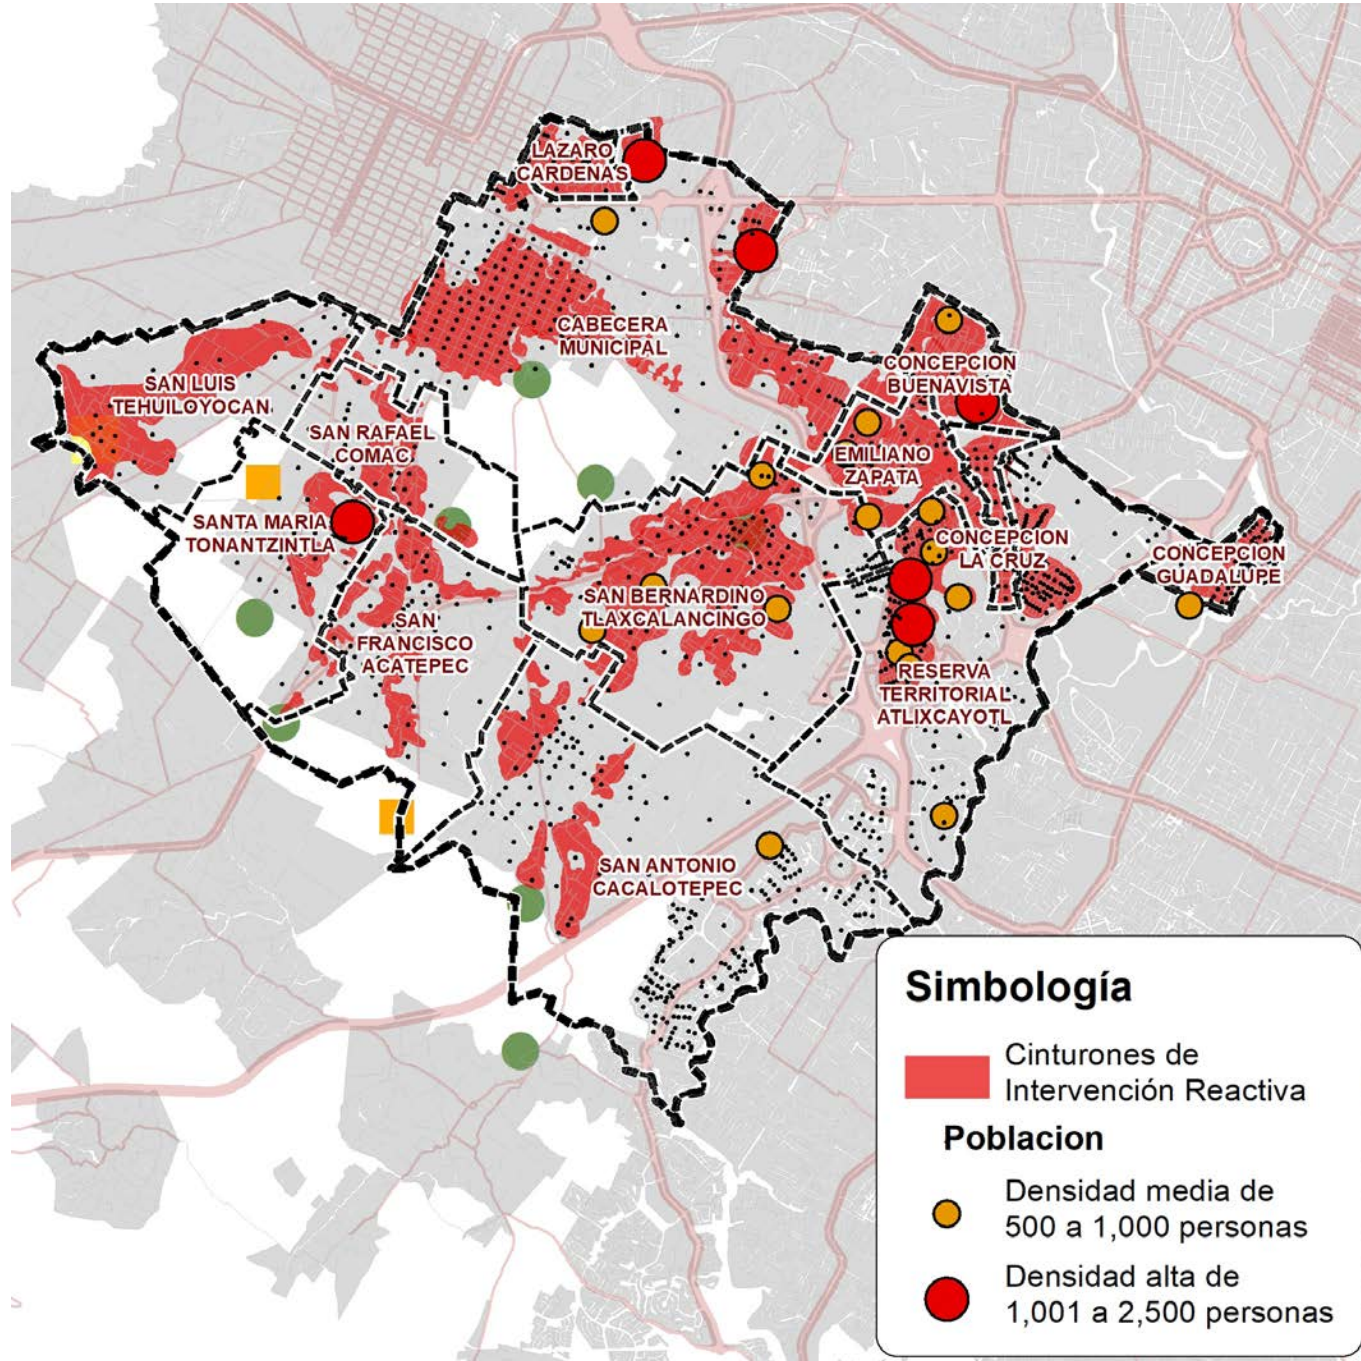 LAZARO
CARDENAS
CABECERA
MUNICIPAL
SAN LUIS
TEHUILOYOCAN
SAN RAFAEL
COMAC
CONCEPCION
BUENAVISTA
EMILIANO
ZAPATA
SANTA MARIA
TONANTZINTLA
CONCEPCION
LA CRUZ
CONCEPCION
GUADALUPE
SAN BERNARDINO
TLAXCALANCINGO
SAN
FRANCISCO
ACATEPEC
RESERVA
TERRITORIAL
ATLIXCAYOTL
SAN ANTONIO
CACALOTEPEC
Simbología
Cinturones de
Intervención Reactiva
Poblacion
Densidad media de
500 a 1,000 personas
Densidad alta de
1,001 a 2,500 personas